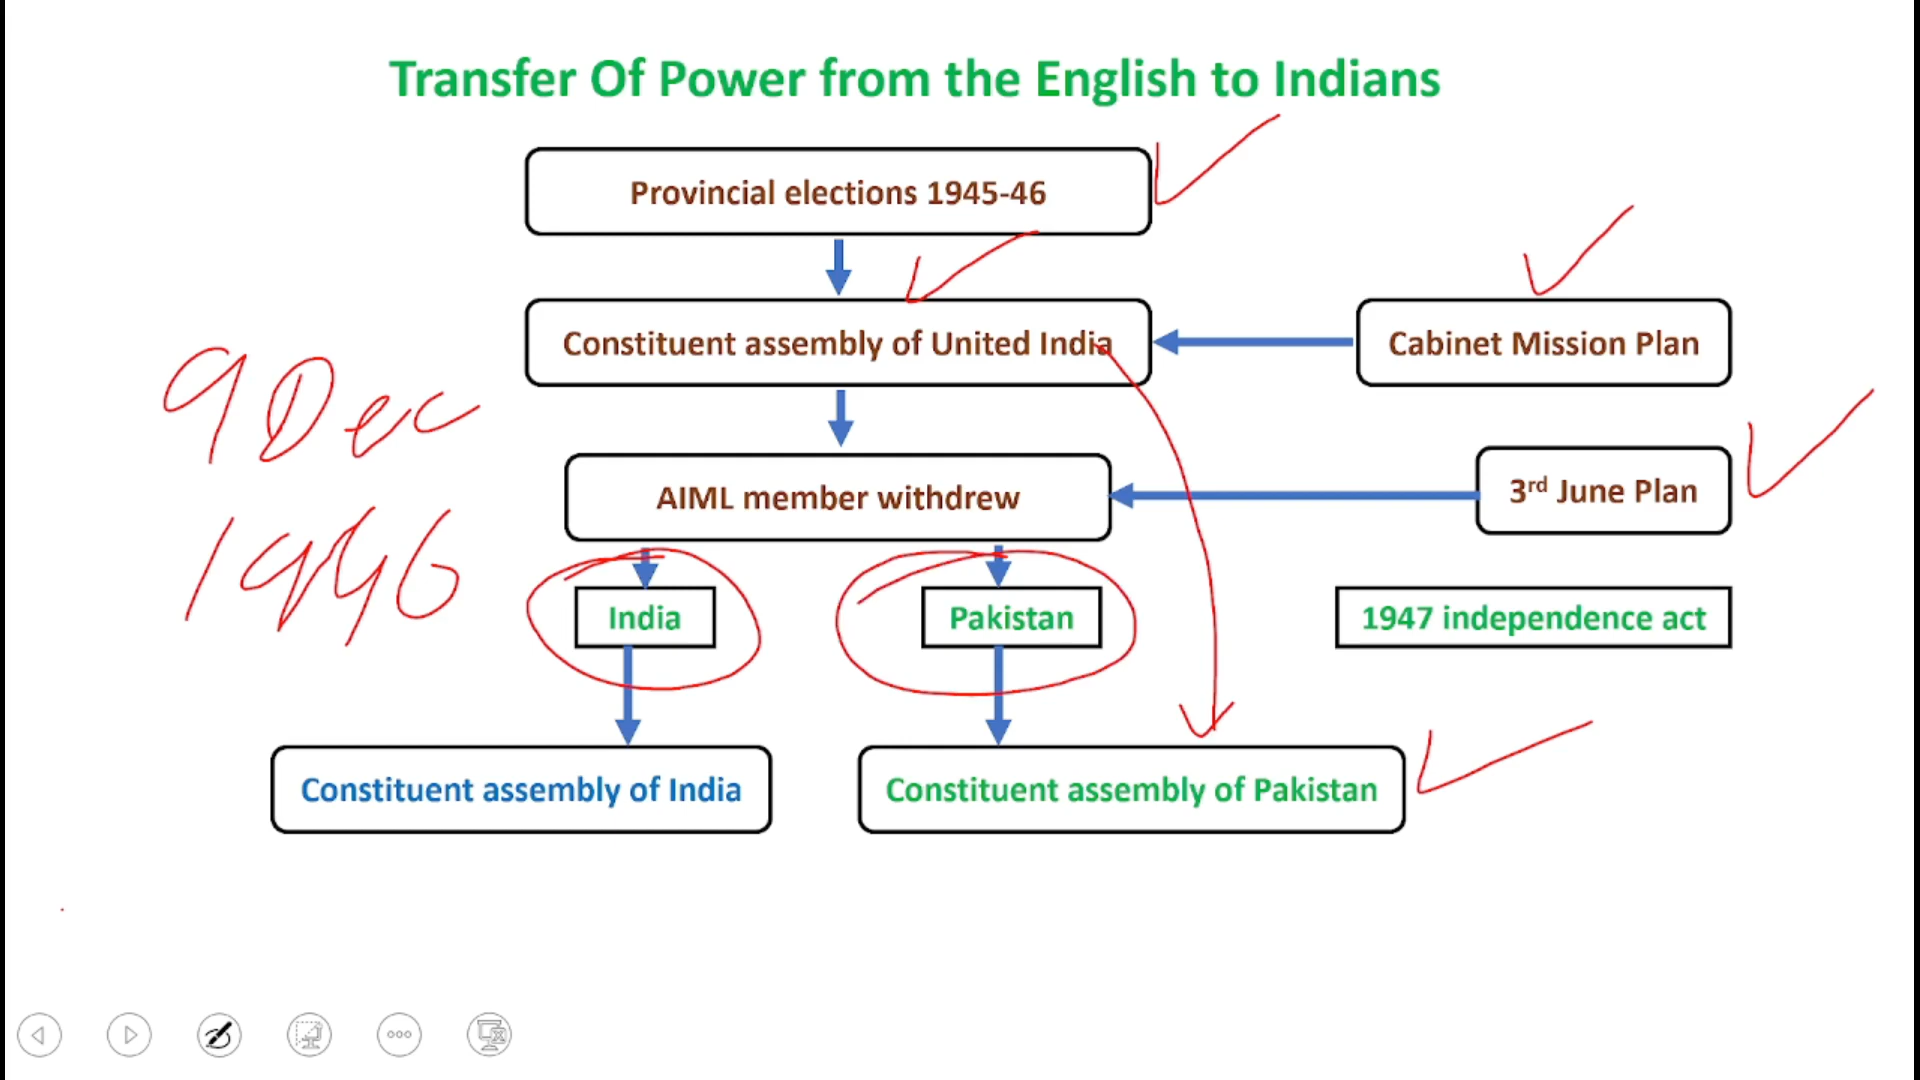 Transfer Of Power from the English to Indians
Provincial elections 1945-46
Constituent assembly of United India
Cabinet Mission Plan
9 Dec
1946
AIML member withdrew
3rd June Plan
India
Pakistan
1947 independence act
Constituent assembly of India
Constituent assembly of Pakistan